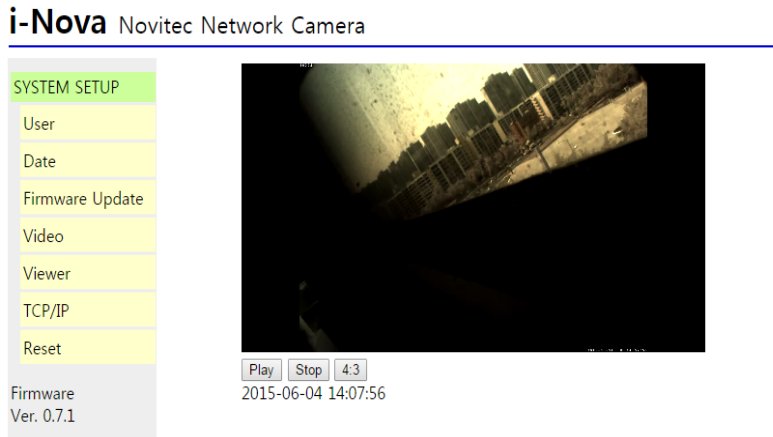 i-Nova Novitec Network Camera
SYSTEM SETUP
User
Date
Firmware Update
Video
Viewer
TCP/IP
Reset
Firmware
Ver. 0.7.1
Play Stop 4:3
2015-06-04 14:07:56